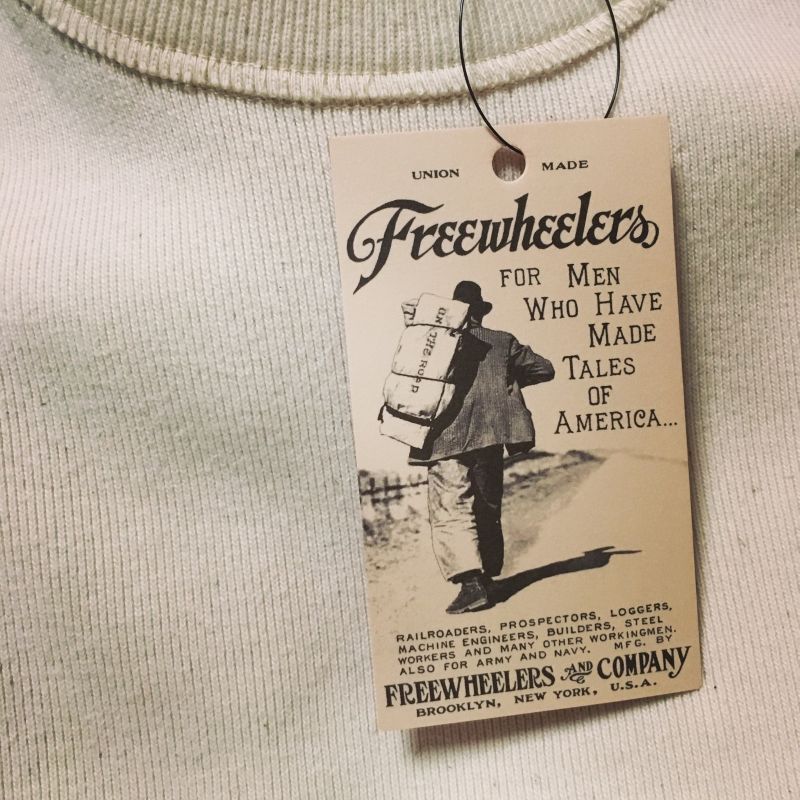 UNION MADE
Freewheelers
FOR MEN
WHO HAVE
MADE
TALES
OF
AMERICA...
ON THE ROAD
RAILROADERS, PROSPECTORS, LOGGERS,
MACHINE ENGINEERS, BUILDERS, STEEL
WORKERS AND MANY OTHER WORKINGMEN.
ALSO FOR ARMY AND NAVY. MFG. BY
FREEWHEELERS AND COMPANY
BROOKLYN, NEW YORK, U.S.A.